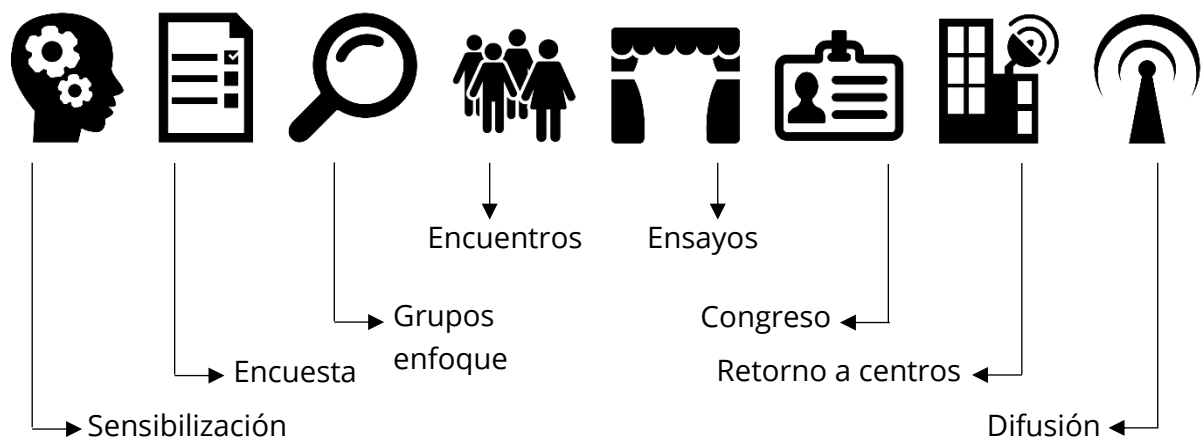 Encuentros
Ensayos
Grupos
enfoque
Congreso
Encuesta
Retorno a centros
Sensibilización
Difusión